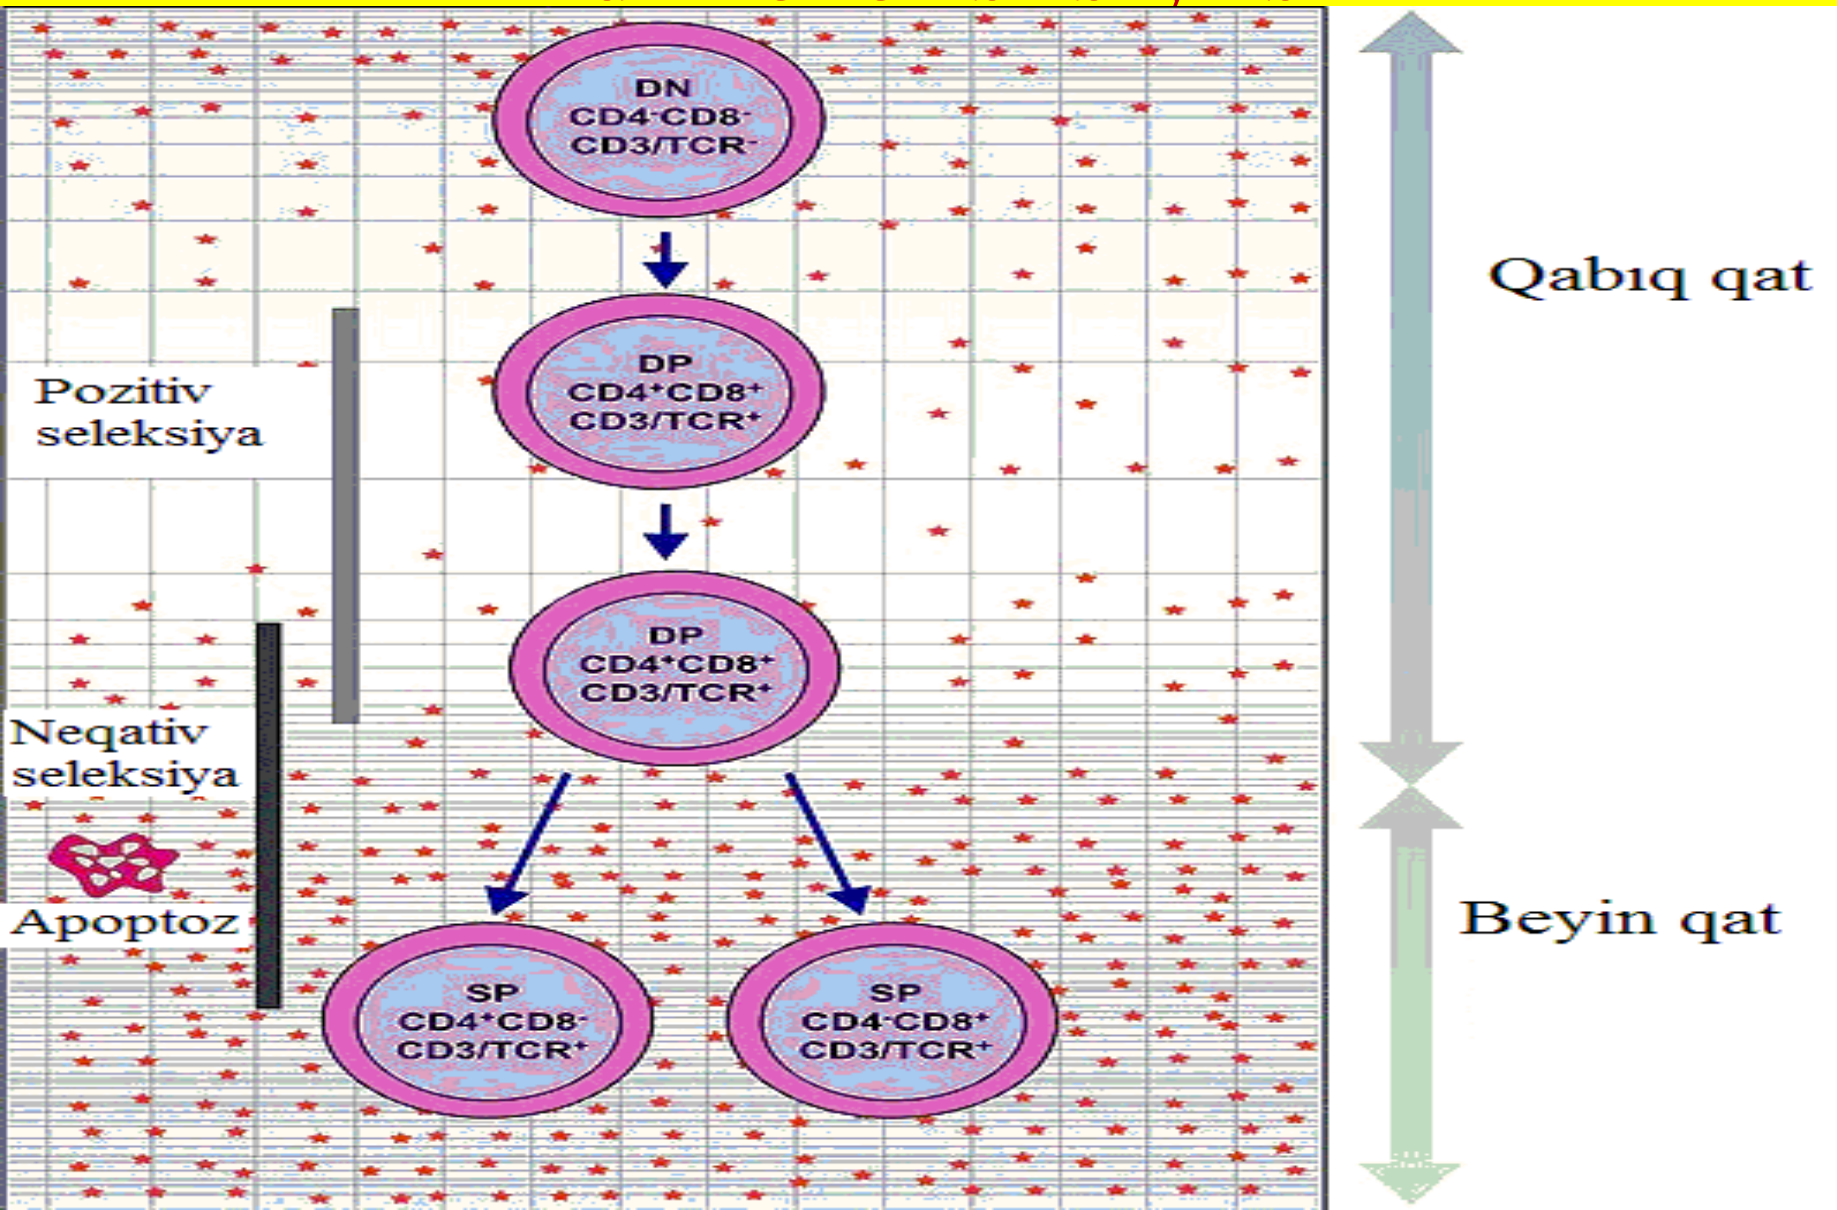 DN
CD4⁻CD8⁻
CD3/TCR⁻
Qabıq qat
DP
CD4⁺CD8⁺
CD3/TCR⁺
Pozitiv
seleksiya
DP
CD4⁺CD8⁺
CD3/TCR⁺
Neqativ
seleksiya
Apoptoz
Beyin qat
SP
CD4⁺CD8⁻
CD3/TCR⁺
SP
CD4⁻CD8⁺
CD3/TCR⁺